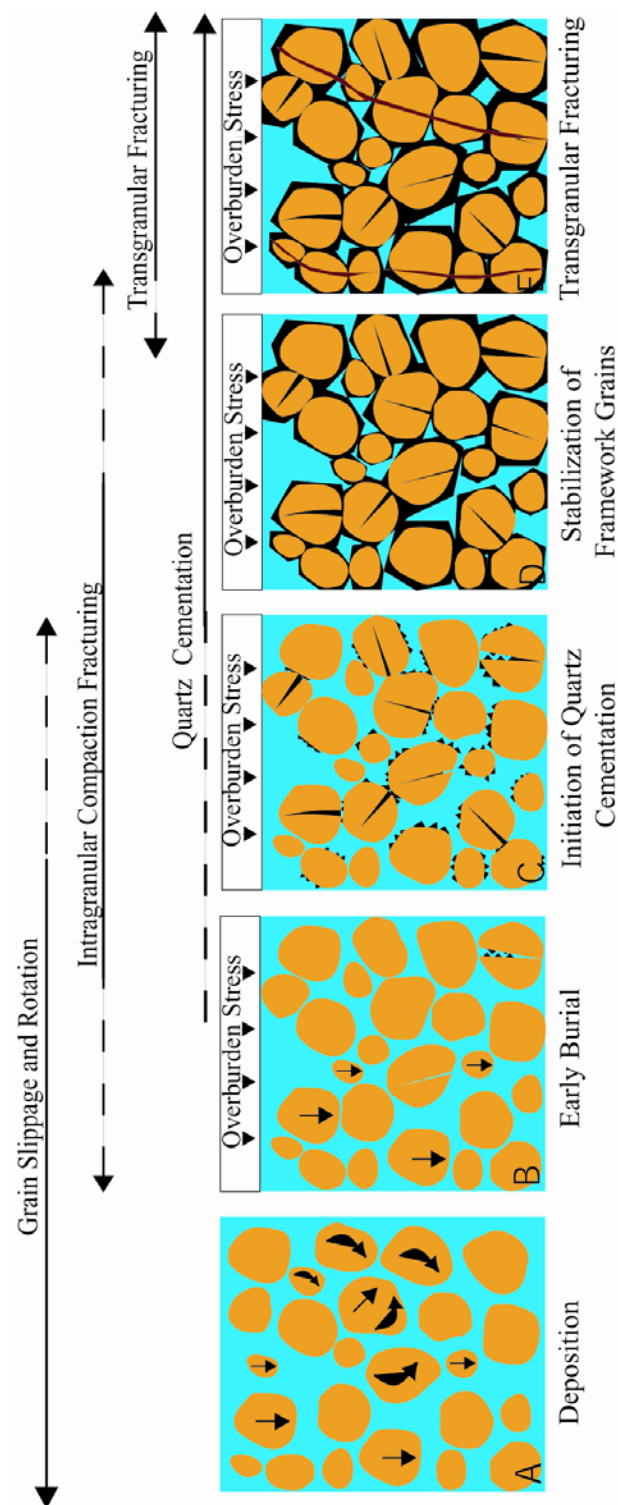 Grain Slippage and Rotation
Intragranular Compaction Fracturing
Transgranular Fracturing
Quartz Cementation
Overburden Stress
Overburden Stress
Overburden Stress
Overburden Stress
A
B
C
D
E
Deposition
Early Burial
Initiation of Quartz
Cementation
Stabilization of
Framework Grains
Transgranular Fracturing